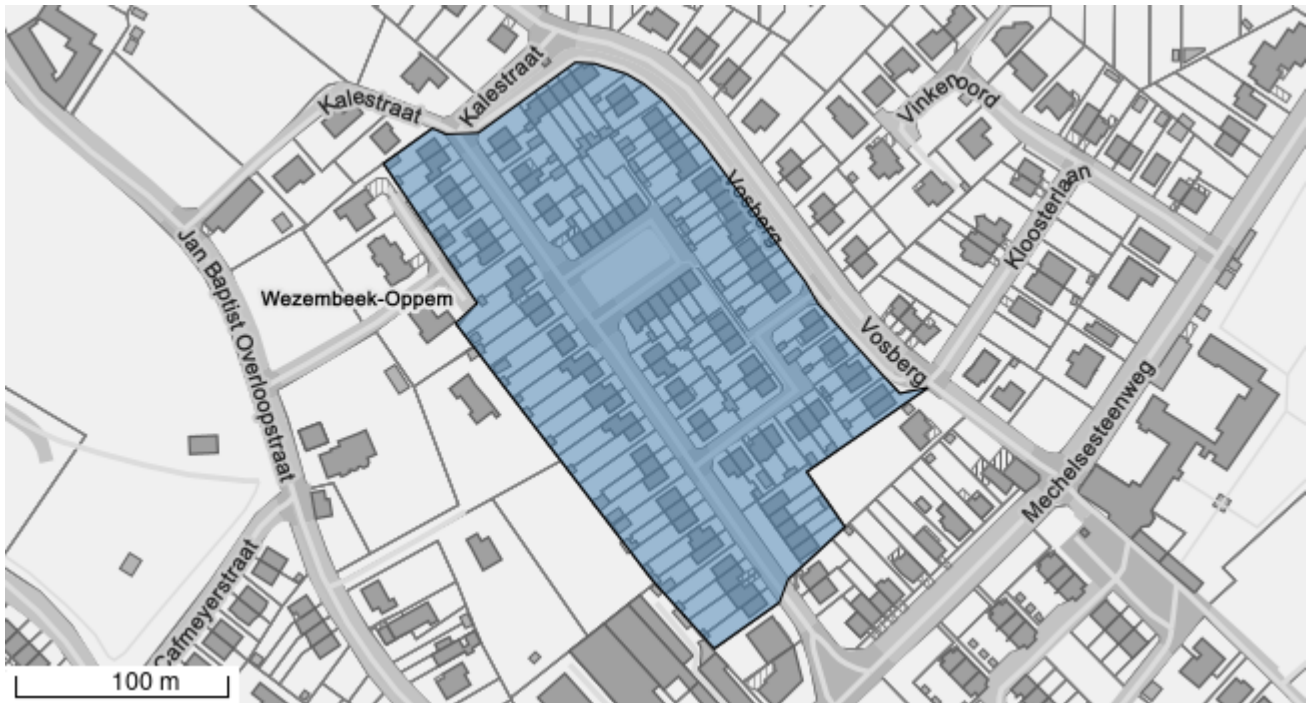 Kalestraat
Kalestraat
Vinkenoord
Vosberg
Kloosterlaan
Jan Baptist Overloopstraat
Wezembeek-Oppem
Vosberg
Mechelsesteenweg
Cafmeyerstraat
100 m